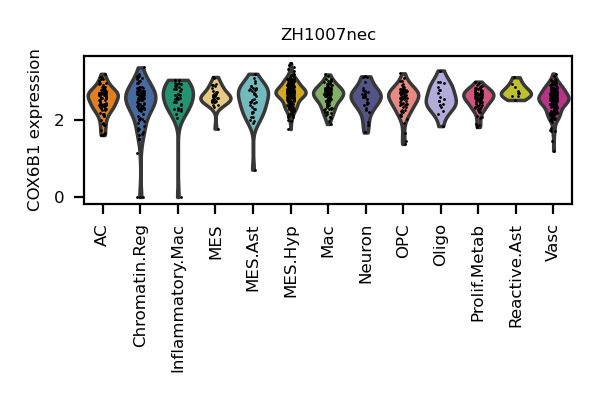 ZH1007nec
COX6B1 expression
2
0
AC
Chromatin.Reg
Inflammatory.Mac
MES
MES.Ast
MES.Hyp
Mac
Neuron
OPC
Oligo
Prolif.Metab
Reactive.Ast
Vasc